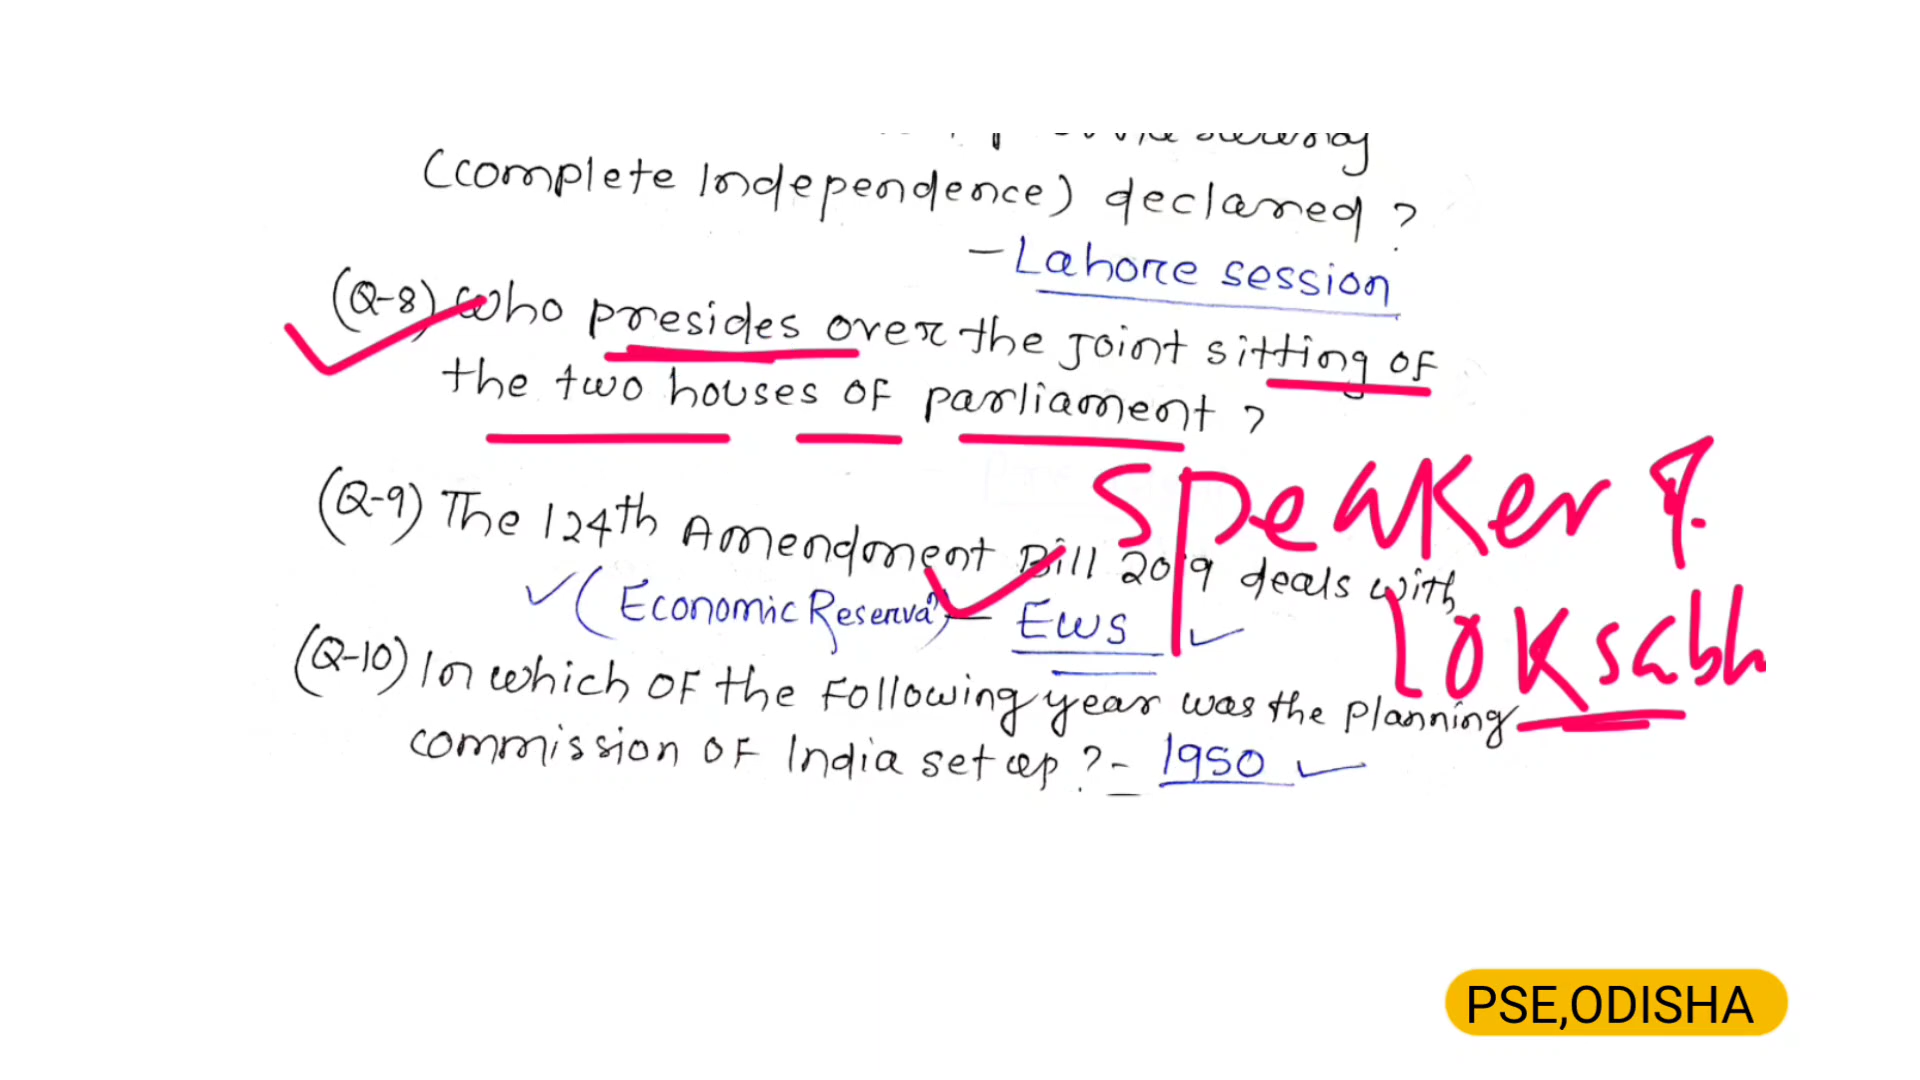 (complete Independence) declared ?
- Lahore session
(Q-8) who presides over the joint sitting of
the two houses of parliament ?
speaker of
loksabh
(Q-9) The 124th Amendment Bill 2019 deals with
(Economic Reservaⁿ) - EWS
(Q-10) In which of the following year was the planning
commission of India set up ? - 1950
PSE,ODISHA